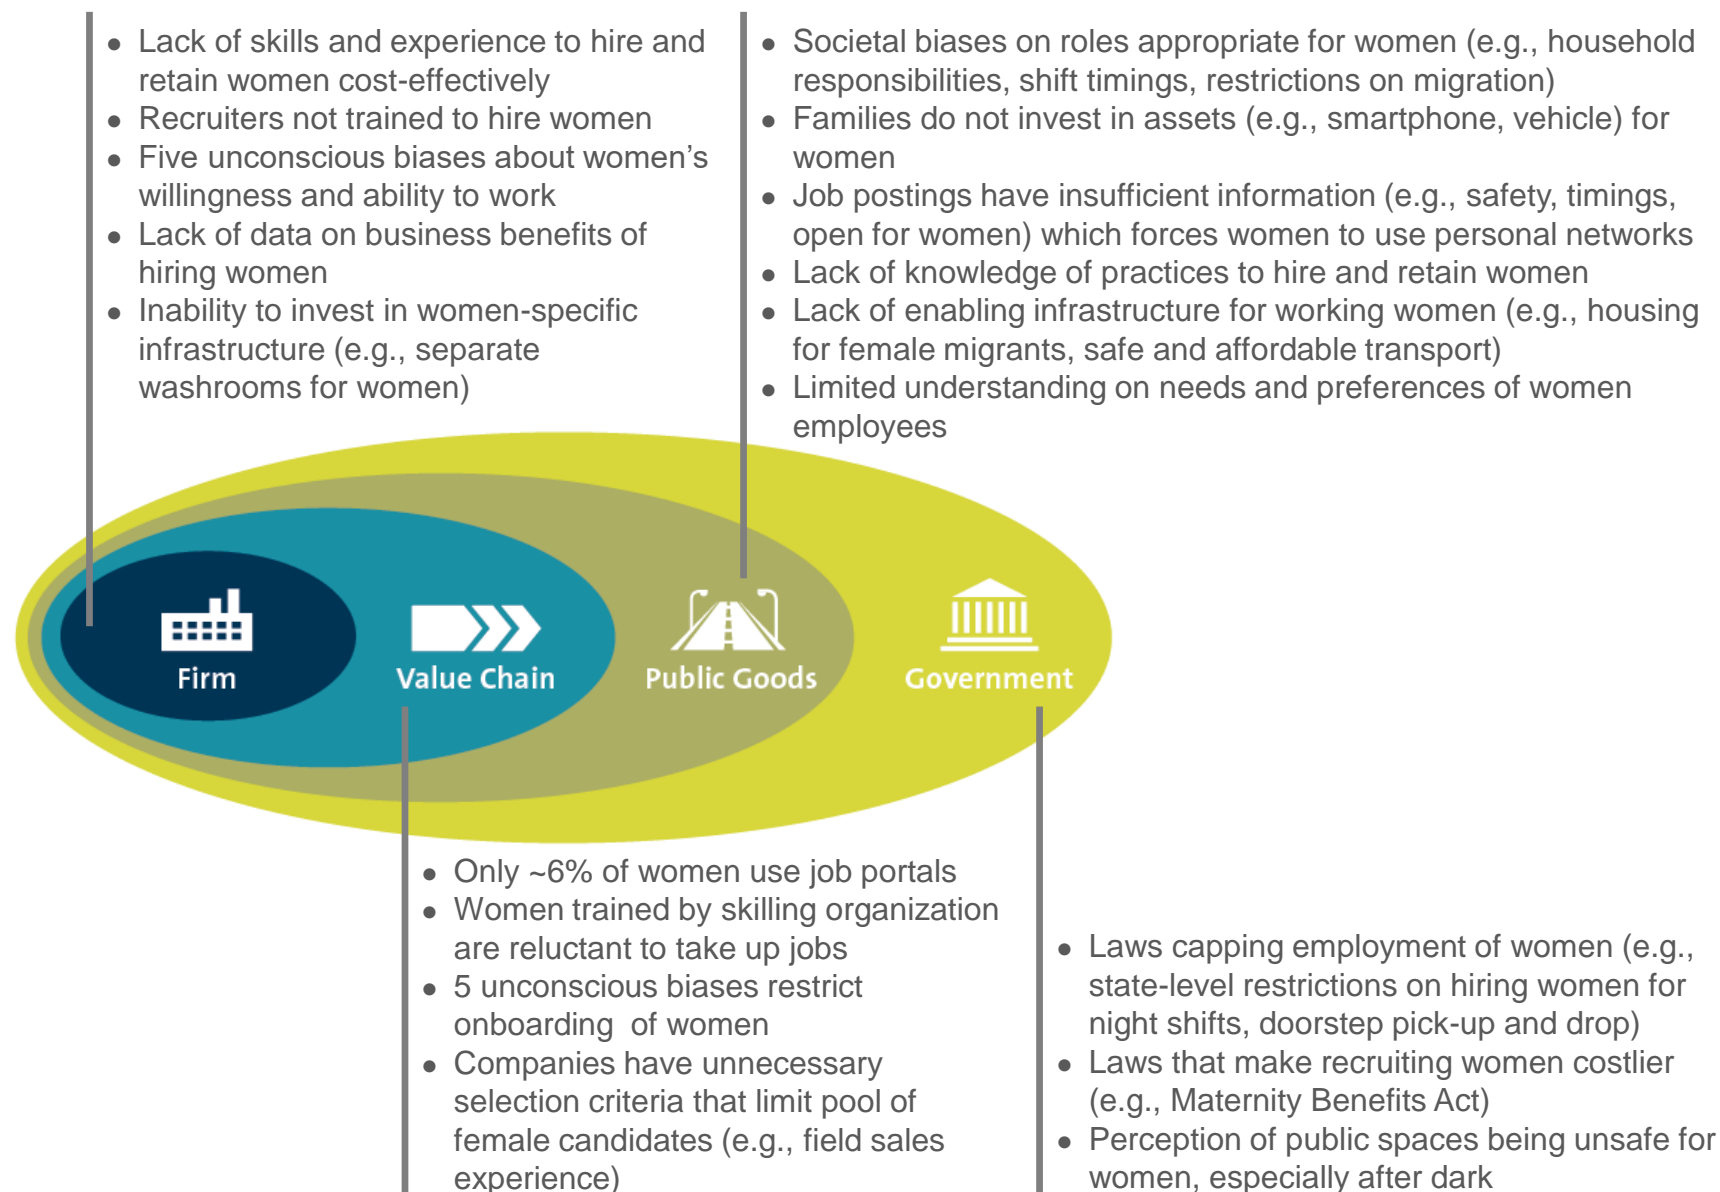 ● Lack of skills and experience to hire and
retain women cost-effectively
● Recruiters not trained to hire women
● Five unconscious biases about women's
willingness and ability to work
● Lack of data on business benefits of
hiring women
● Inability to invest in women-specific
infrastructure (e.g., separate
washrooms for women)
● Societal biases on roles appropriate for women (e.g., household
responsibilities, shift timings, restrictions on migration)
● Families do not invest in assets (e.g., smartphone, vehicle) for
women
● Job postings have insufficient information (e.g., safety, timings,
open for women) which forces women to use personal networks
● Lack of knowledge of practices to hire and retain women
● Lack of enabling infrastructure for working women (e.g., housing
for female migrants, safe and affordable transport)
● Limited understanding on needs and preferences of women
employees
Firm
Value Chain
Public Goods
Government
● Only ~6% of women use job portals
● Women trained by skilling organization
are reluctant to take up jobs
● 5 unconscious biases restrict
onboarding  of women
● Companies have unnecessary
selection criteria that limit pool of
female candidates (e.g., field sales
experience)
● Laws capping employment of women (e.g.,
state-level restrictions on hiring women for
night shifts, doorstep pick-up and drop)
● Laws that make recruiting women costlier
(e.g., Maternity Benefits Act)
● Perception of public spaces being unsafe for
women, especially after dark